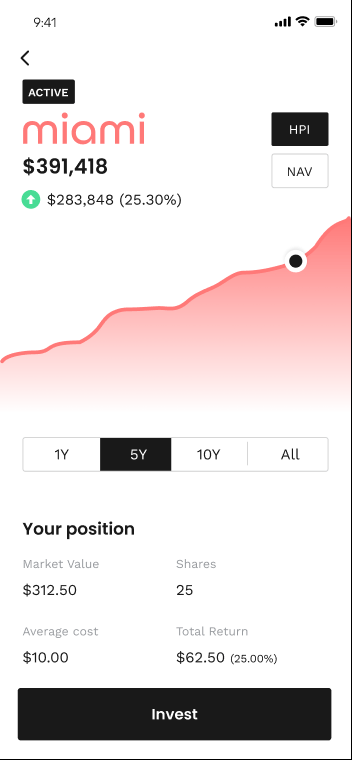 9:41
ACTIVE
miami
HPI
$391,418
NAV
$283,848 (25.30%)
1Y 5Y 10Y All
Your position
Market Value Shares
$312.50 25
Average cost Total Return
$10.00 $62.50 (25.00%)
Invest